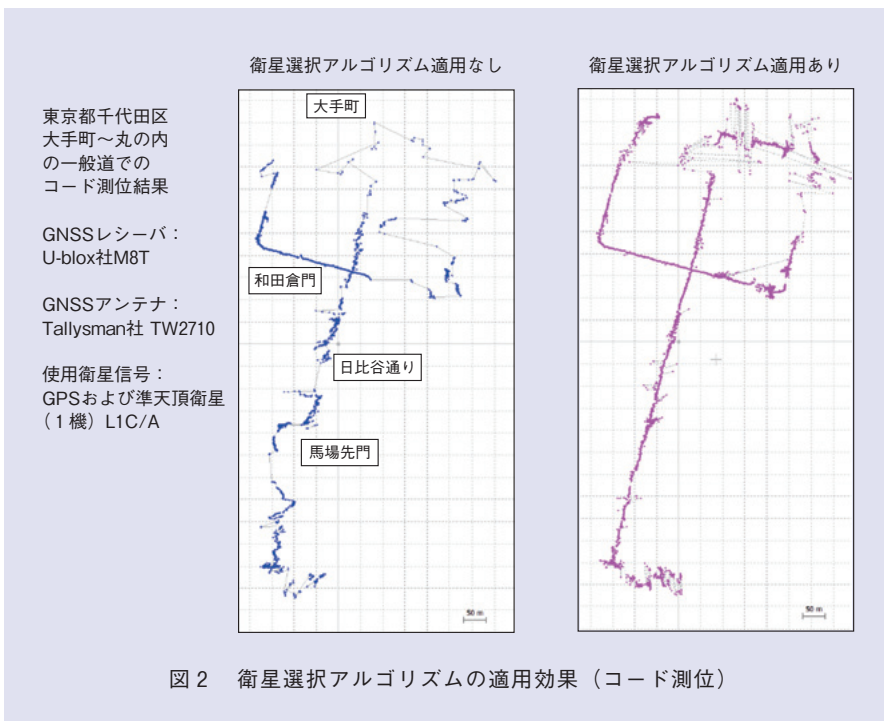 衛星選択アルゴリズム適用なし
衛星選択アルゴリズム適用あり
東京都千代田区
大手町～丸の内
の一般道での
コード測位結果
GNSSレシーバ：
U-blox社M8T
GNSSアンテナ：
Tallysman社 TW2710
使用衛星信号：
GPSおよび準天頂衛星
（1機）L1C/A
大手町
和田倉門
日比谷通り
馬場先門
50 m
50 m
図2 衛星選択アルゴリズムの適用効果（コード測位）